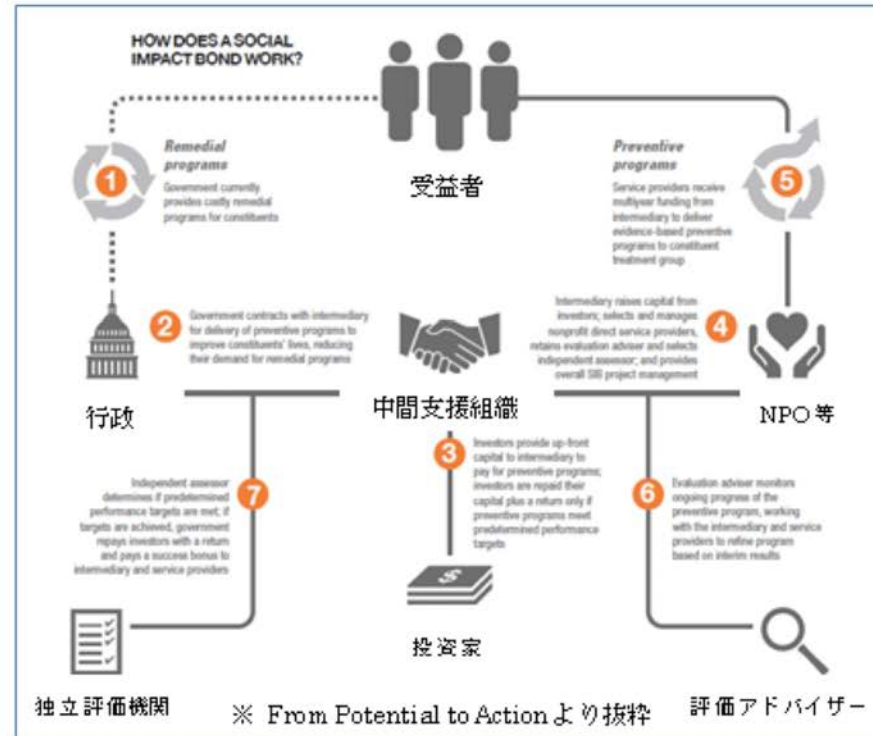 HOW DOES A SOCIAL
IMPACT BOND WORK?
受益者
1
Remedial
programs
Government currently
provides costly remedial
programs for constituents
Preventive
programs
Service providers receive
multiyear funding from
intermediary to deliver
evidence-based preventive
programs to constituent
treatment group
5
2
Government contracts with intermediary
for delivery of preventive programs to
improve constituents' lives, reducing
their demand for remedial programs
Intermediary raises capital from
investors; selects and manages
nonprofit direct service providers,
retains evaluation adviser and selects
independent assessor; and provides
overall SIB project management
4
行政
中間支援組織
NPO等
Independent assessor
determines if predetermined
performance targets are met; if
targets are achieved, government
repays investors with a return
and pays a success bonus to
intermediary and service providers
7
3
Investors provide up-front
capital to intermediary to
pay for preventive programs;
investors are repaid their
capital plus a return only if
preventive programs meet
predetermined performance
targets
6
Evaluation adviser monitors
ongoing progress of the
preventive program, working
with the intermediary and service
providers to refine program
based on interim results
$
投資家
独立評価機関
※ From Potential to Actionより抜粋
評価アドバイザー